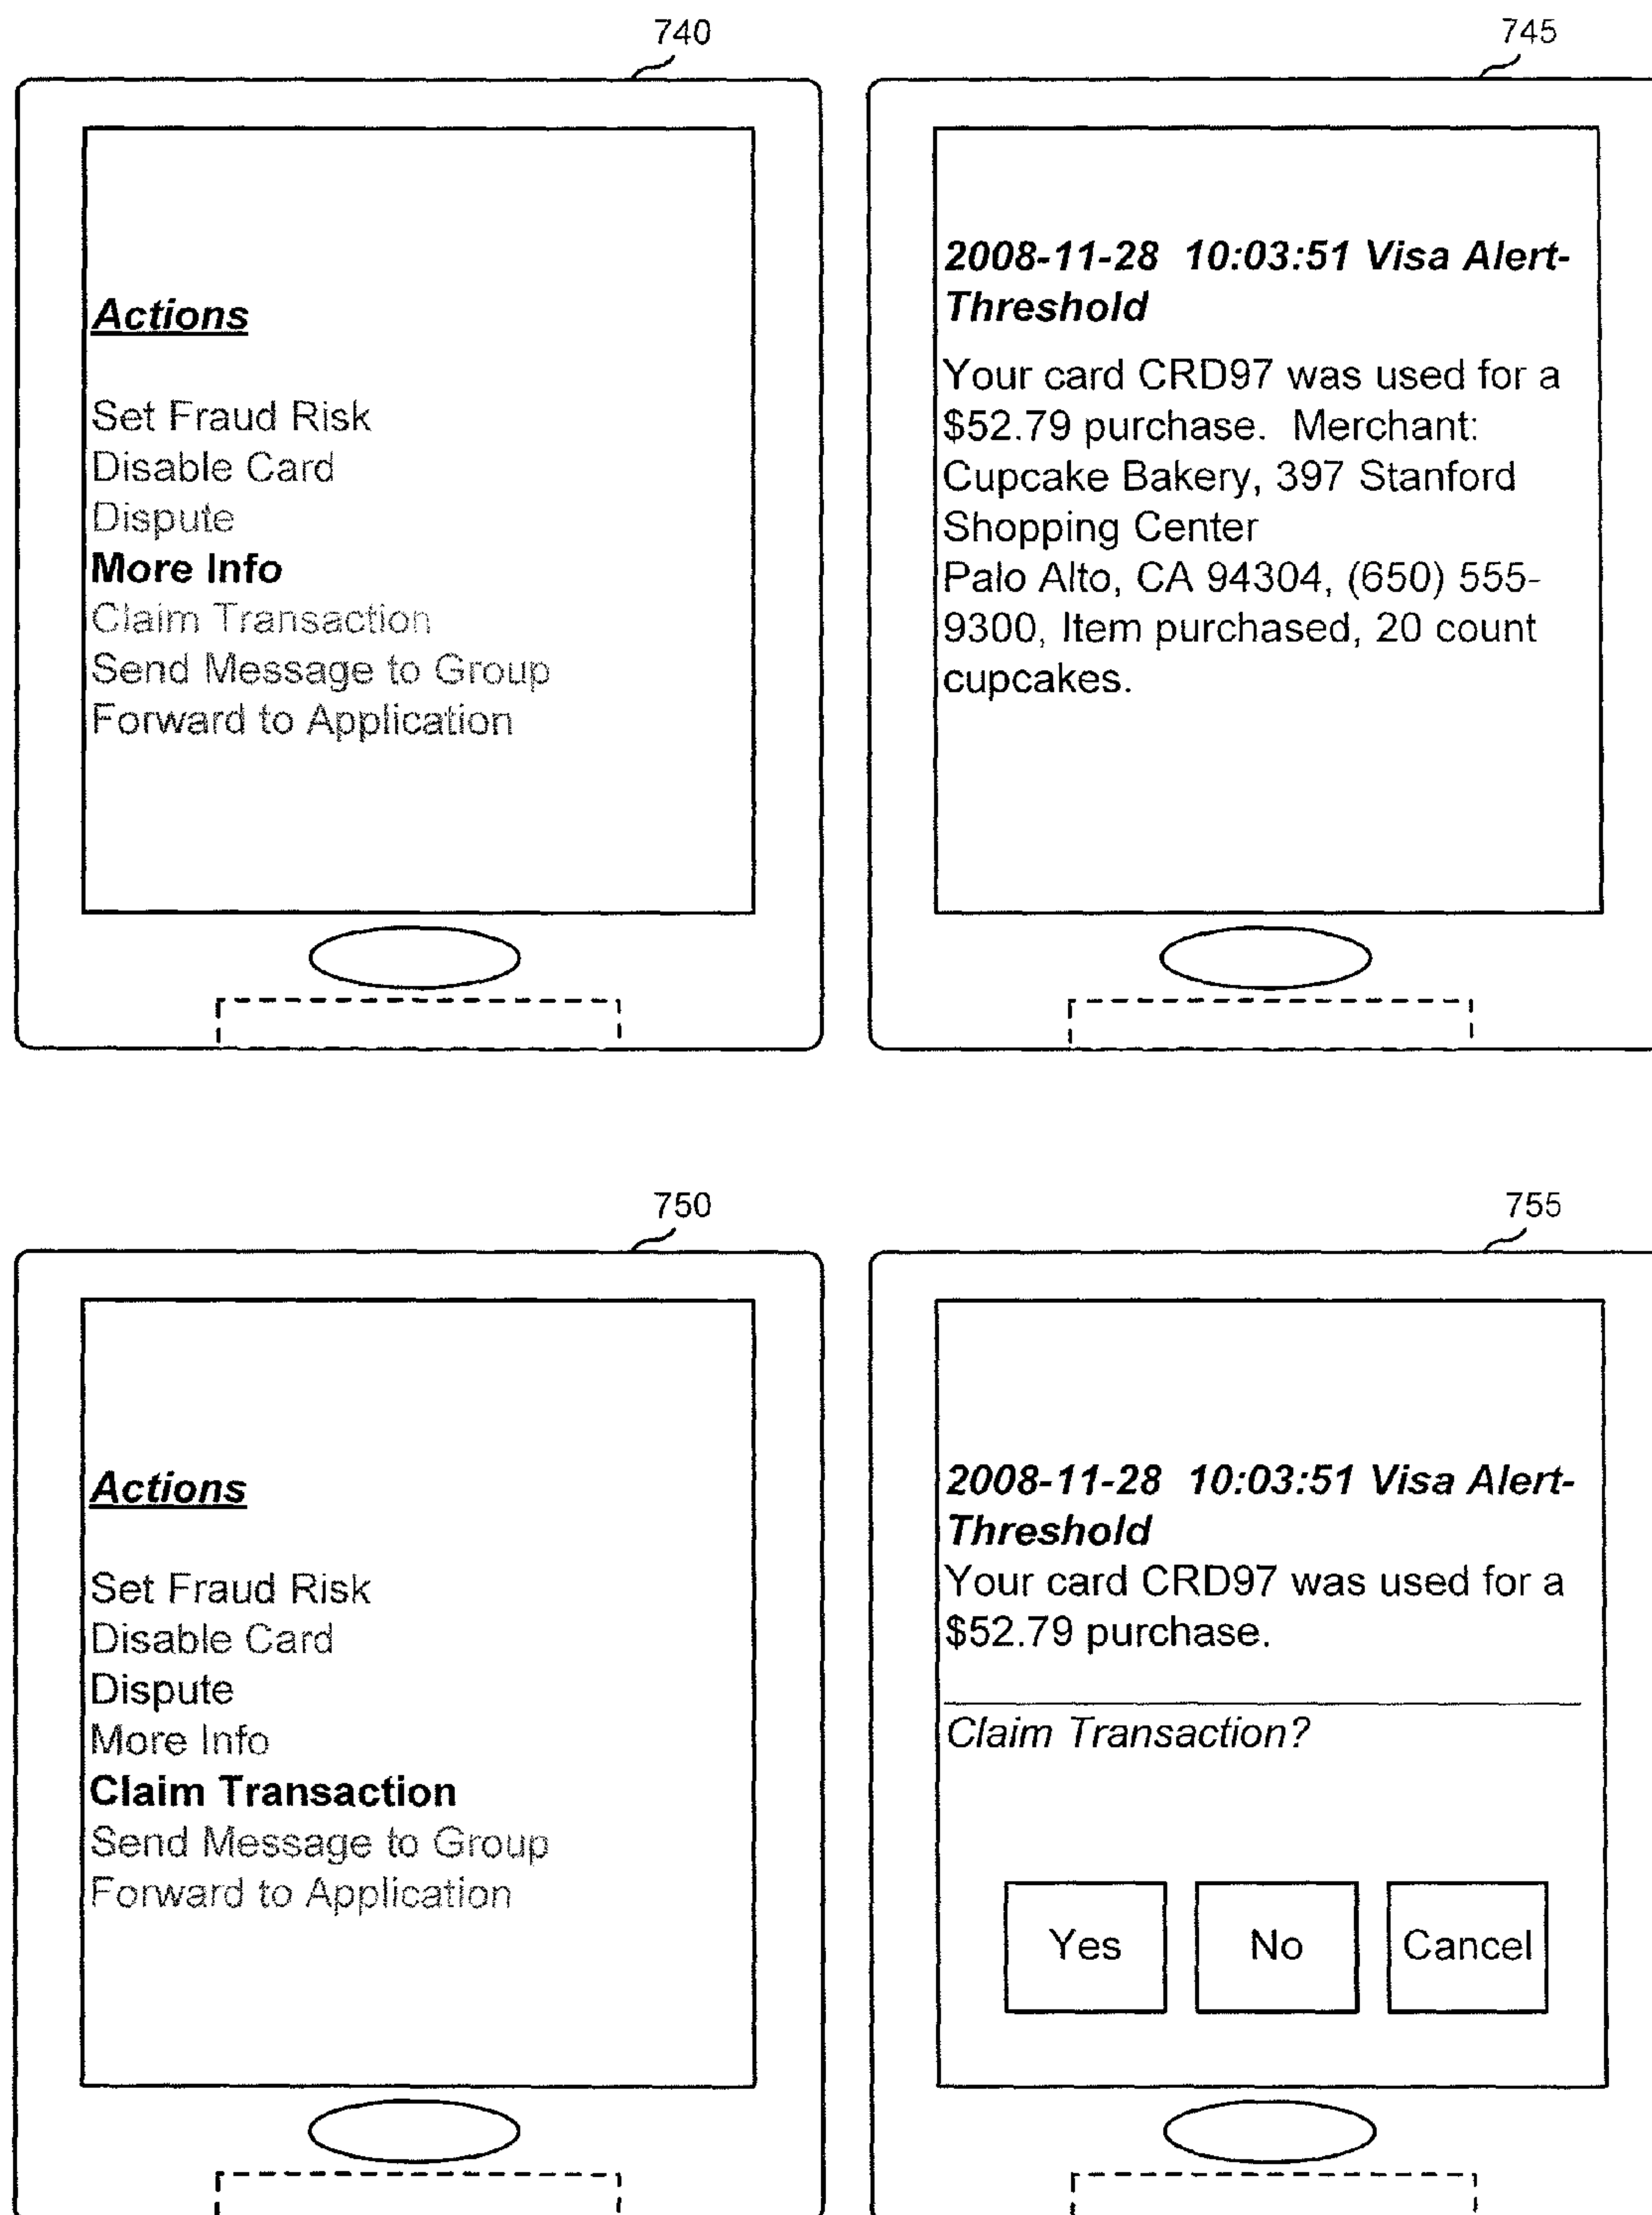 740
Actions
Set Fraud Risk
Disable Card
Dispute
More Info
Claim Transaction
Send Message to Group
Forward to Application
745
2008-11-28 10:03:51 Visa Alert-
Threshold
Your card CRD97 was used for a
$52.79 purchase. Merchant:
Cupcake Bakery, 397 Stanford
Shopping Center
Palo Alto, CA 94304, (650) 555-
9300, Item purchased, 20 count
cupcakes.
750
Actions
Set Fraud Risk
Disable Card
Dispute
More Info
Claim Transaction
Send Message to Group
Forward to Application
755
2008-11-28 10:03:51 Visa Alert-
Threshold
Your card CRD97 was used for a
$52.79 purchase.
Claim Transaction?
Yes No Cancel